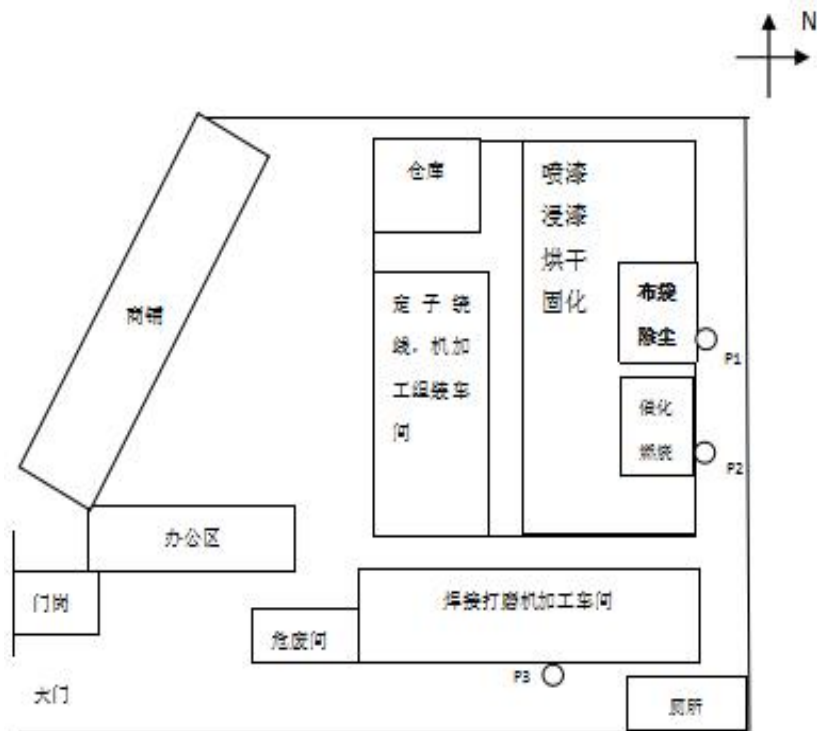 N
仓库
喷漆
浸漆
烘干
固化
商铺
定子绕
线，机加
工组装车
间
布袋
除尘
P1
催化
燃烧
P2
办公区
门岗
焊接打磨机加工车间
危废间
P3
大门
厕所